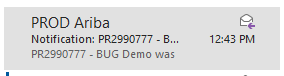 PROD Ariba
Notification: PR2990777 - B... 12:43 PM
PR2990777 - BUG Demo was